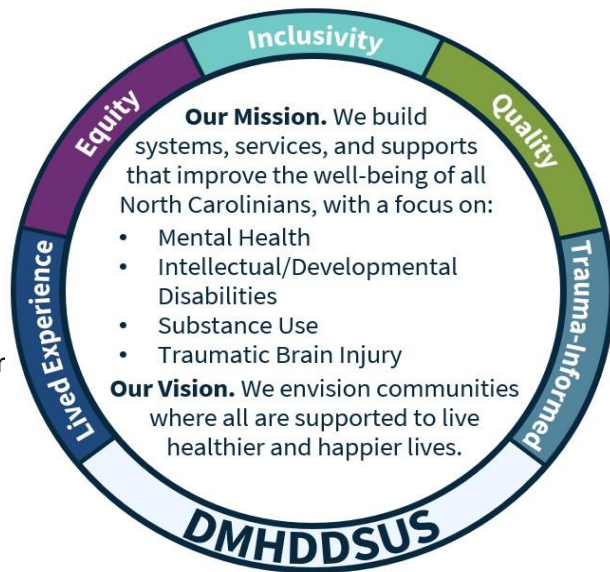 Inclusivity
Equity
Quality
Lived Experience
Trauma-Informed
Our Mission. We build
systems, services, and supports
that improve the well-being of all
North Carolinians, with a focus on:
• Mental Health
• Intellectual/Developmental
Disabilities
• Substance Use
• Traumatic Brain Injury
r
Our Vision. We envision communities
where all are supported to live
healthier and happier lives.
DMHDDSUS